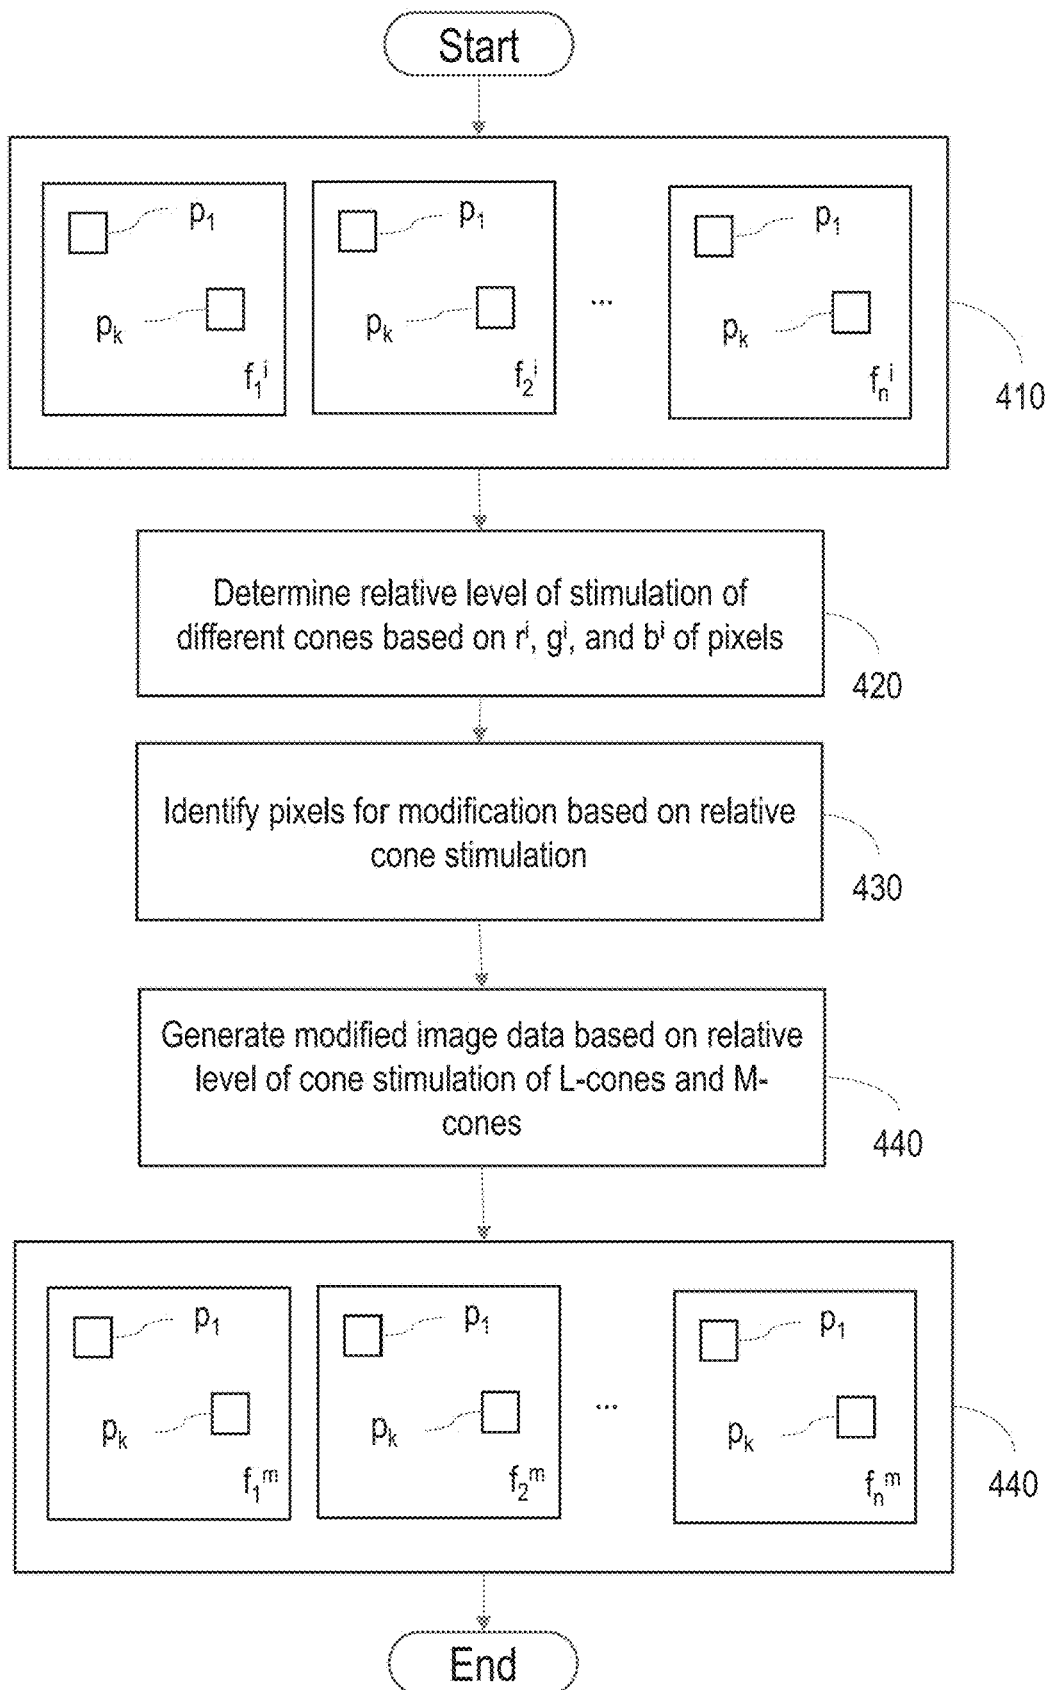 Start
p₁
p₁
p₁
pₖ
pₖ
...
pₖ
f₁ⁱ
f₂ⁱ
fₙⁱ
410
Determine relative level of stimulation of
different cones based on rⁱ, gⁱ, and bⁱ of pixels
420
Identify pixels for modification based on relative
cone stimulation
430
Generate modified image data based on relative
level of cone stimulation of L-cones and M-
cones
440
p₁
p₁
p₁
pₖ
pₖ
...
pₖ
f₁ᵐ
f₂ᵐ
fₙᵐ
440
End